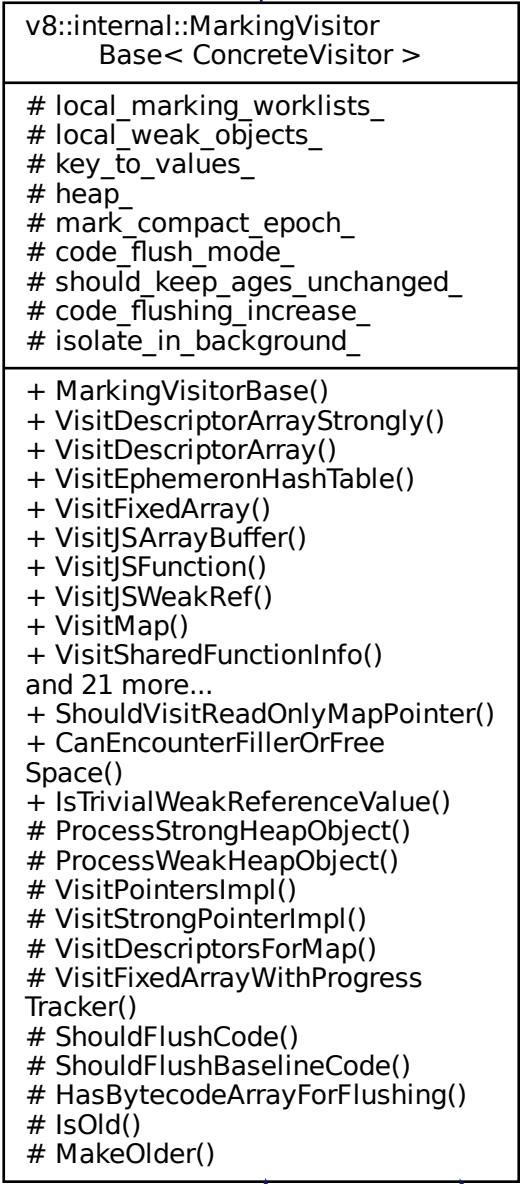 v8::internal::MarkingVisitor
Base< ConcreteVisitor >
# local_marking_worklists_
# local_weak_objects_
# key_to_values_
# heap_
# mark_compact_epoch_
# code_flush_mode_
# should_keep_ages_unchanged_
# code_flushing_increase_
# isolate_in_background_
+ MarkingVisitorBase()
+ VisitDescriptorArrayStrongly()
+ VisitDescriptorArray()
+ VisitEphemeronHashTable()
+ VisitFixedArray()
+ VisitJSArrayBuffer()
+ VisitJSFunction()
+ VisitJSWeakRef()
+ VisitMap()
+ VisitSharedFunctionInfo()
and 21 more...
+ ShouldVisitReadOnlyMapPointer()
+ CanEncounterFillerOrFree
Space()
+ IsTrivialWeakReferenceValue()
# ProcessStrongHeapObject()
# ProcessWeakHeapObject()
# VisitPointersImpl()
# VisitStrongPointerImpl()
# VisitDescriptorsForMap()
# VisitFixedArrayWithProgress
Tracker()
# ShouldFlushCode()
# ShouldFlushBaselineCode()
# HasBytecodeArrayForFlushing()
# IsOld()
# MakeOlder()